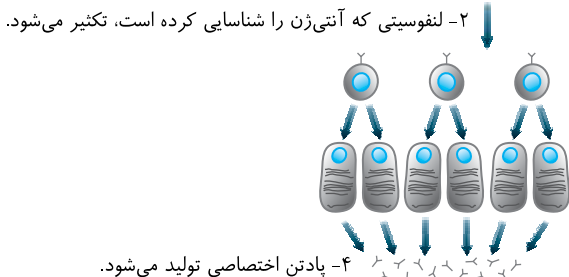 ۲- لنفوسیتی که آنتی‌ژن را شناسایی کرده است، تکثیر می‌شود.
۴- پادتن اختصاصی تولید می‌شود.